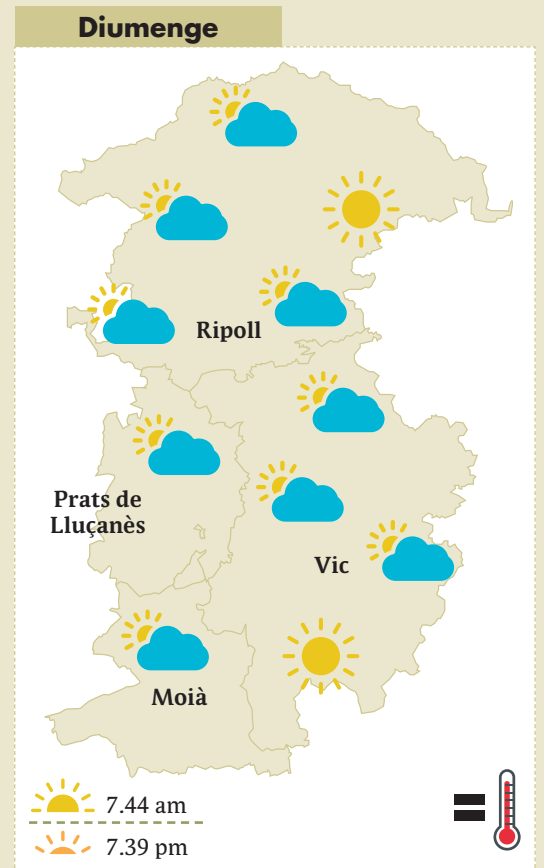 Diumenge
Ripoll
Prats de
Lluçanès
Vic
Moià
7.44 am
7.39 pm